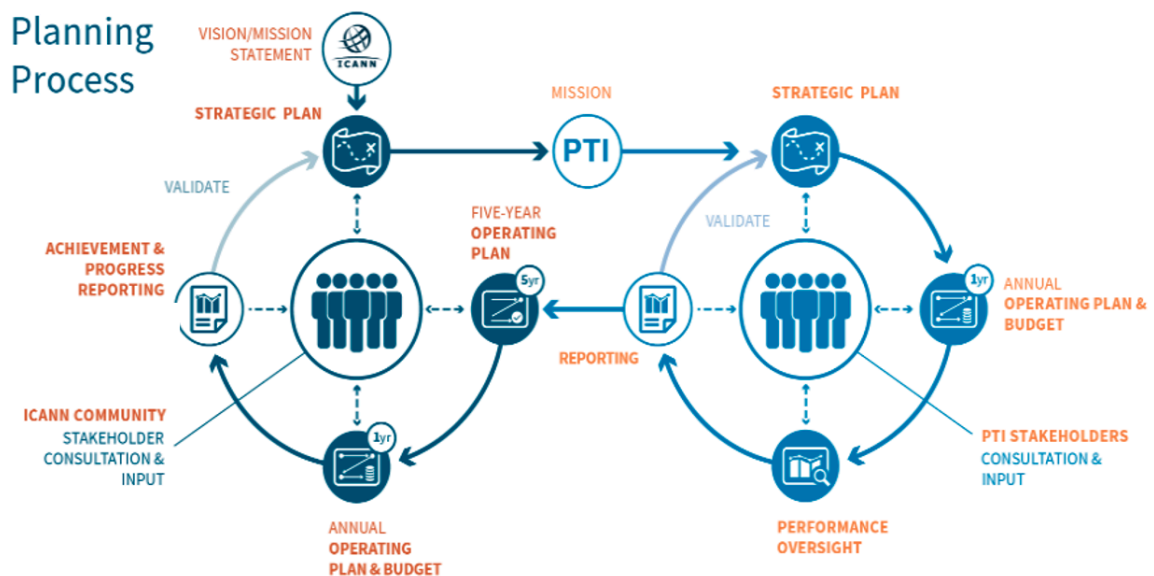 Planning
Process
VISION/MISSION
STATEMENT
ICANN
STRATEGIC PLAN
MISSION
PTI
STRATEGIC PLAN
VALIDATE
VALIDATE
FIVE-YEAR
OPERATING
PLAN
5yr
ACHIEVEMENT &
PROGRESS
REPORTING
REPORTING
1yr
ANNUAL
OPERATING PLAN &
BUDGET
ICANN COMMUNITY
STAKEHOLDER
CONSULTATION &
INPUT
1yr
ANNUAL
OPERATING
PLAN & BUDGET
PTI STAKEHOLDERS
CONSULTATION &
INPUT
PERFORMANCE
OVERSIGHT